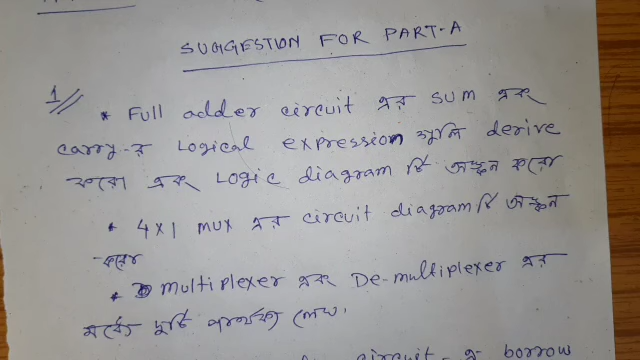 SUGGESTION FOR PART-A
1
* Full adder circuit এর SUM এবং
carry-র Logical expression গুলি derive
করো এবং Logic diagram টি অঙ্কন করো
* 4x1 MUX এর circuit diagram টি অঙ্কন
করো
* Multiplexer এবং De-multiplexer এর
মধ্যে দুটি পার্থক্য লেখ।
circuit - এ borrow